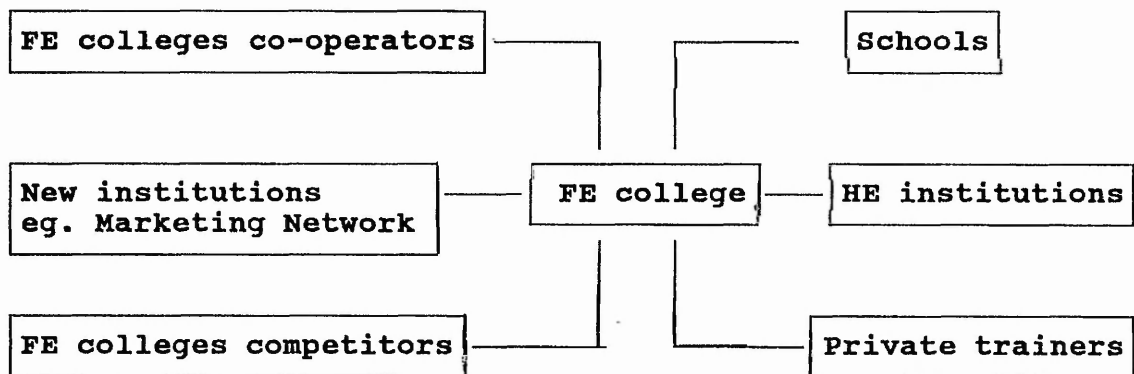 FE colleges co-operators
Schools
New institutions
eg. Marketing Network
FE college
HE institutions
FE colleges competitors
Private trainers